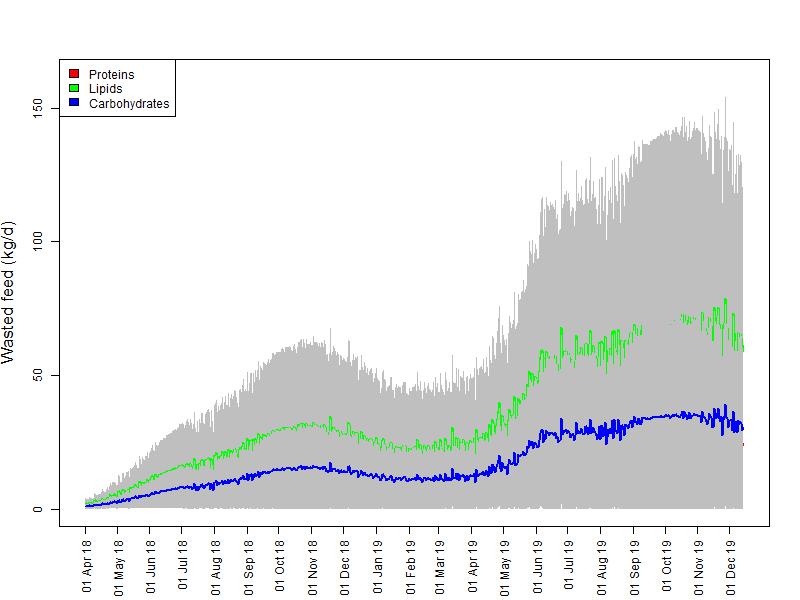 Proteins
Lipids
Carbohydrates
Wasted feed (kg/d)
150
100
50
0
01 Apr 18
01 May 18
01 Jun 18
01 Jul 18
01 Aug 18
01 Sep 18
01 Oct 18
01 Nov 18
01 Dec 18
01 Jan 19
01 Feb 19
01 Mar 19
01 Apr 19
01 May 19
01 Jun 19
01 Jul 19
01 Aug 19
01 Sep 19
01 Oct 19
01 Nov 19
01 Dec 19